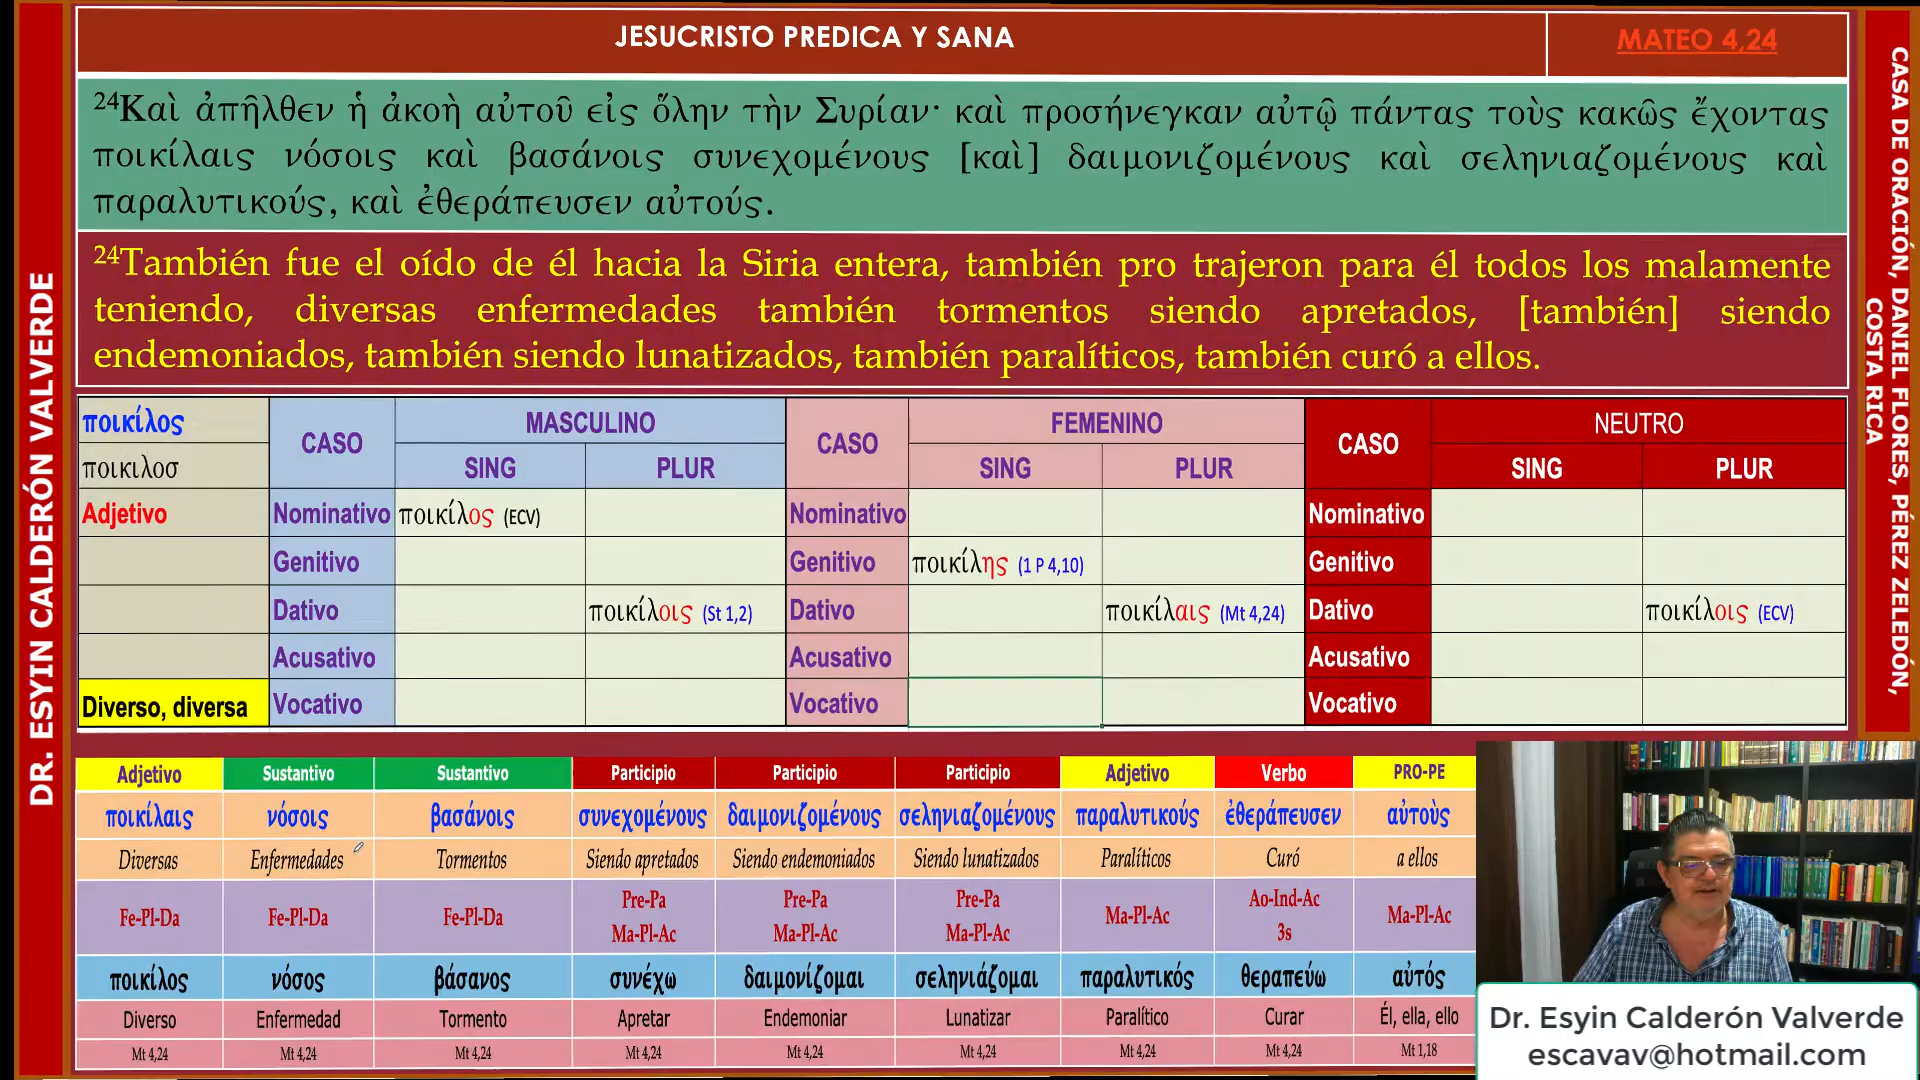 JESUCRISTO PREDICA Y SANA
MATEO 4,24
DR. ESYIN CALDERÓN VALVERDE
CASA DE ORACIÓN, DANIEL FLORES, PÉREZ ZELEDÓN,
COSTA RICA
24Καὶ ἀπῆλθεν ἡ ἀκοὴ αὐτοῦ εἰς ὅλην τὴν Συρίαν· καὶ προσήνεγκαν αὐτῷ πάντας τοὺς κακῶς ἔχοντας
ποικίλαις νόσοις καὶ βασάνοις συνεχομένους [καὶ] δαιμονιζομένους καὶ σεληνιαζομένους καὶ
παραλυτικούς, καὶ ἐθεράπευσεν αὐτούς.
24También fue el oído de él hacia la Siria entera, también pro trajeron para él todos los malamente
teniendo, diversas enfermedades también tormentos siendo apretados, [también] siendo
endemoniados, también siendo lunatizados, también paralíticos, también curó a ellos.
ποικίλος CASO MASCULINO CASO FEMENINO CASO NEUTRO
ποικιλοσ SING PLUR SING PLUR SING PLUR
Adjetivo Nominativo ποικίλος (ECV) Nominativo Nominativo
Genitivo Genitivo ποικίλης (1 P 4,10) Genitivo
Dativo ποικίλοις (St 1,2) Dativo ποικίλαις (Mt 4,24) Dativo ποικίλοις (ECV)
Acusativo Acusativo Acusativo
Diverso, diversa Vocativo Vocativo Vocativo
Adjetivo Sustantivo Sustantivo Participio Participio Participio Adjetivo Verbo PRO-PE
ποικίλαις νόσοις βασάνοις συνεχομένους δαιμονιζομένους σεληνιαζομένους παραλυτικούς ἐθεράπευσεν αὐτοὺς
Diversas Enfermedades Tormentos Siendo apretados Siendo endemoniados Siendo lunatizados Paralíticos Curó a ellos
Fe-Pl-Da Fe-Pl-Da Fe-Pl-Da Pre-Pa Pre-Pa Pre-Pa Ma-Pl-Ac Ao-Ind-Ac Ma-Pl-Ac
Ma-Pl-Ac Ma-Pl-Ac Ma-Pl-Ac 3s
ποικίλος νόσος βάσανος συνέχω δαιμονίζομαι σεληνιάζομαι παραλυτικός θεραπεύω αὐτός
Diverso Enfermedad Tormento Apretar Endemoniar Lunatizar Paralítico Curar Él, ella, ello
Mt 4,24 Mt 4,24 Mt 4,24 Mt 4,24 Mt 4,24 Mt 4,24 Mt 4,24 Mt 4,24 Mt 1,18
Dr. Esyin Calderón Valverde
escavav@hotmail.com